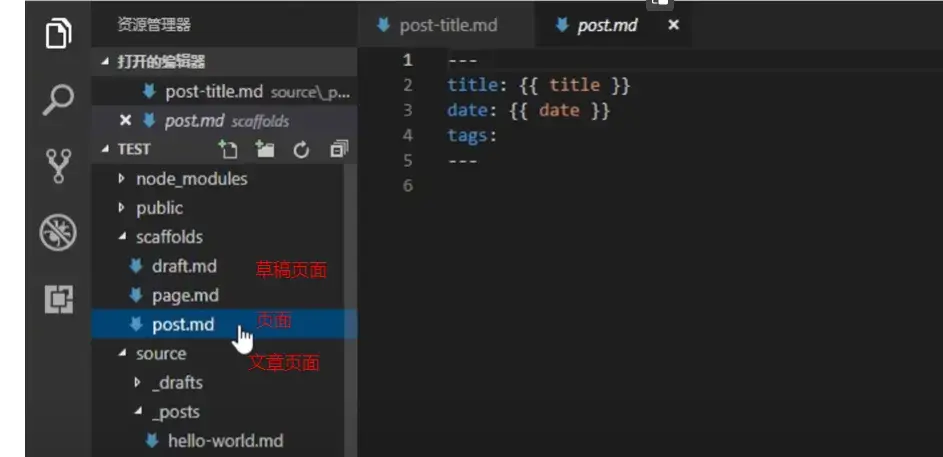 资源管理器
打开的编辑器
post-title.md source\_p...
post.md scaffolds
TEST
node_modules
public
scaffolds
draft.md 草稿页面
page.md
页面
post.md
source
文章页面
_drafts
_posts
hello-world.md
post-title.md post.md
1 ---
2 title: {{ title }}
3 date: {{ date }}
4 tags:
5 ---
6